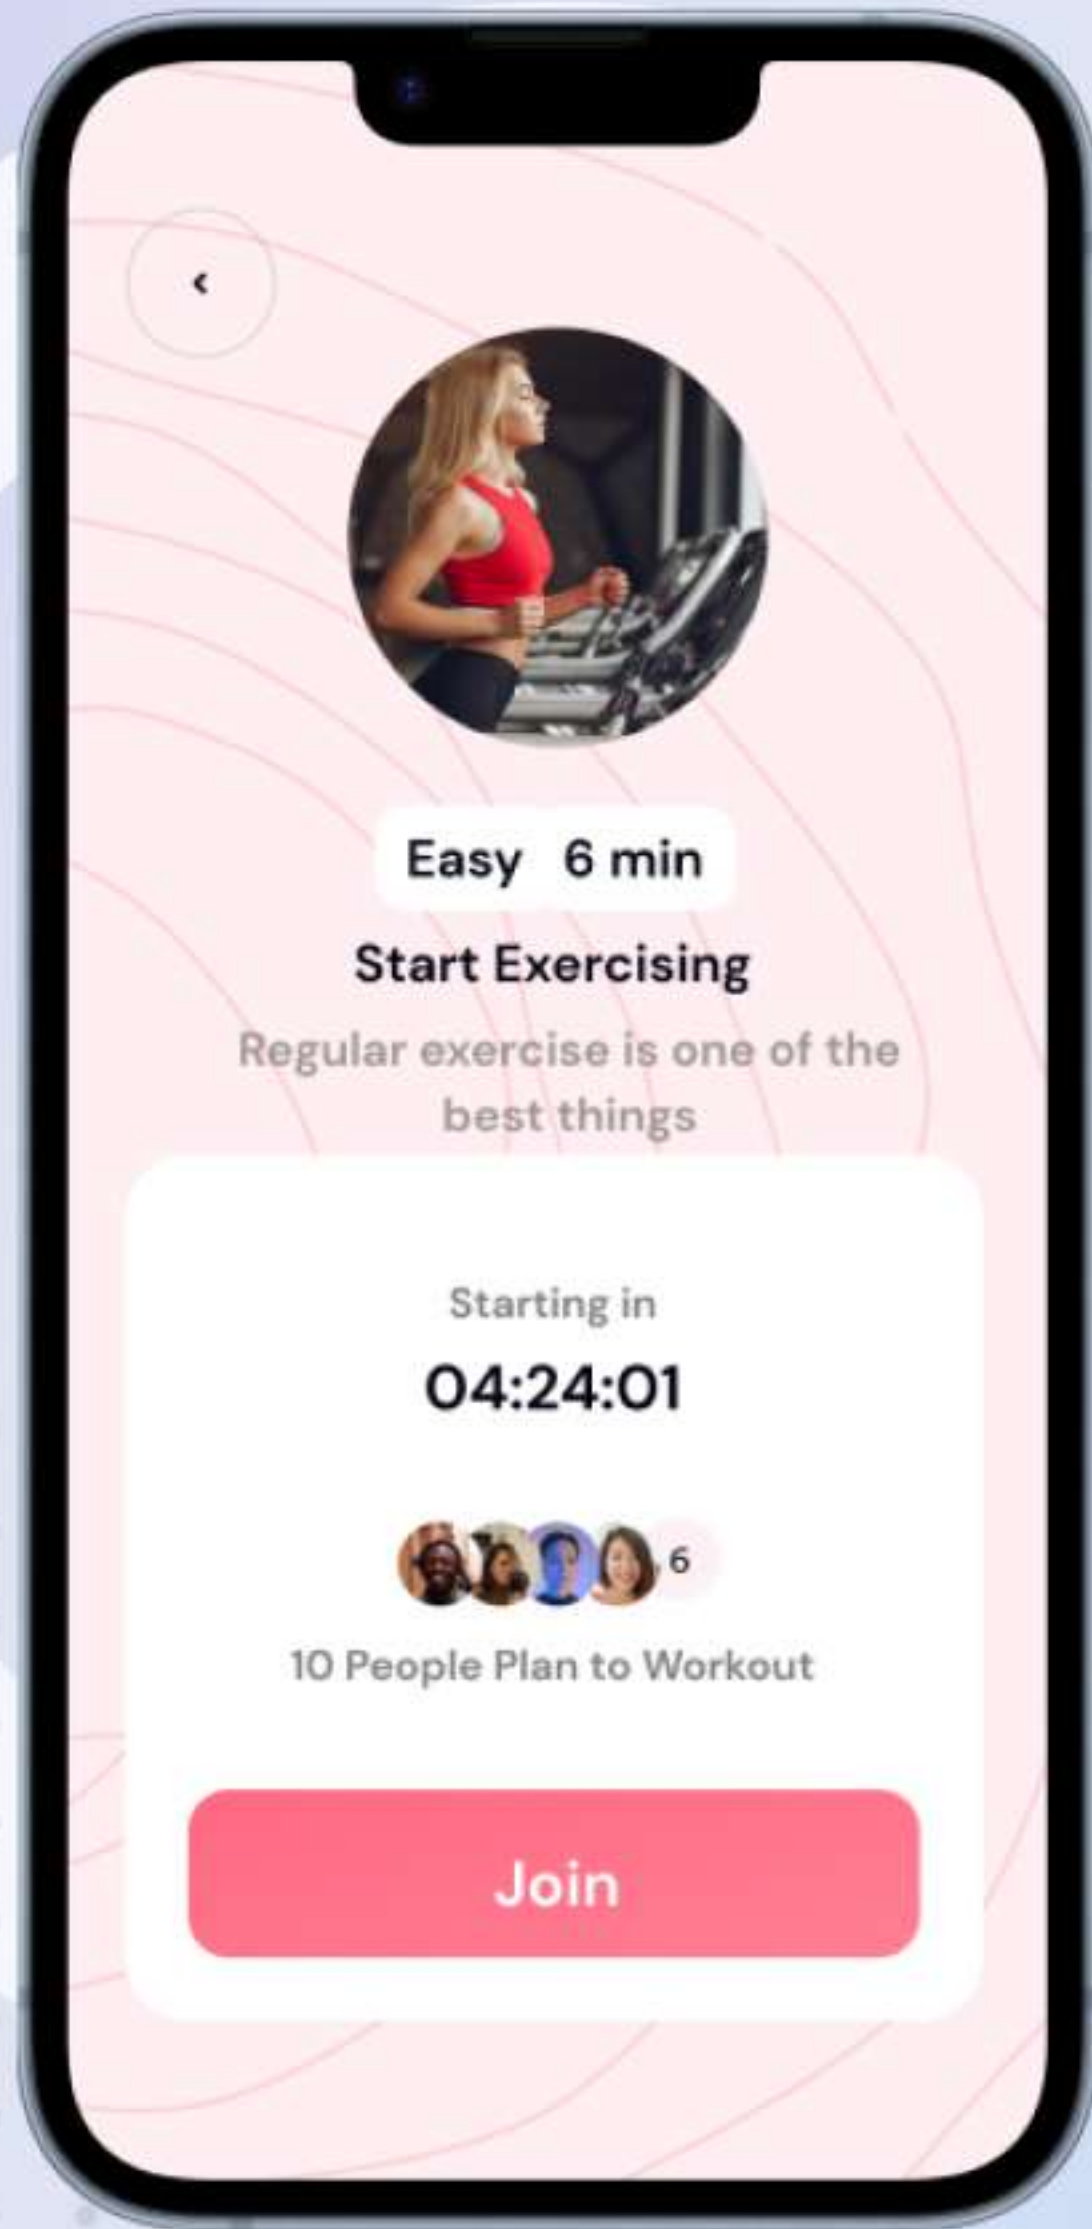 Easy 6 min
Start Exercising
Regular exercise is one of the
best things
Starting in
04:24:01
6
10 People Plan to Workout
Join